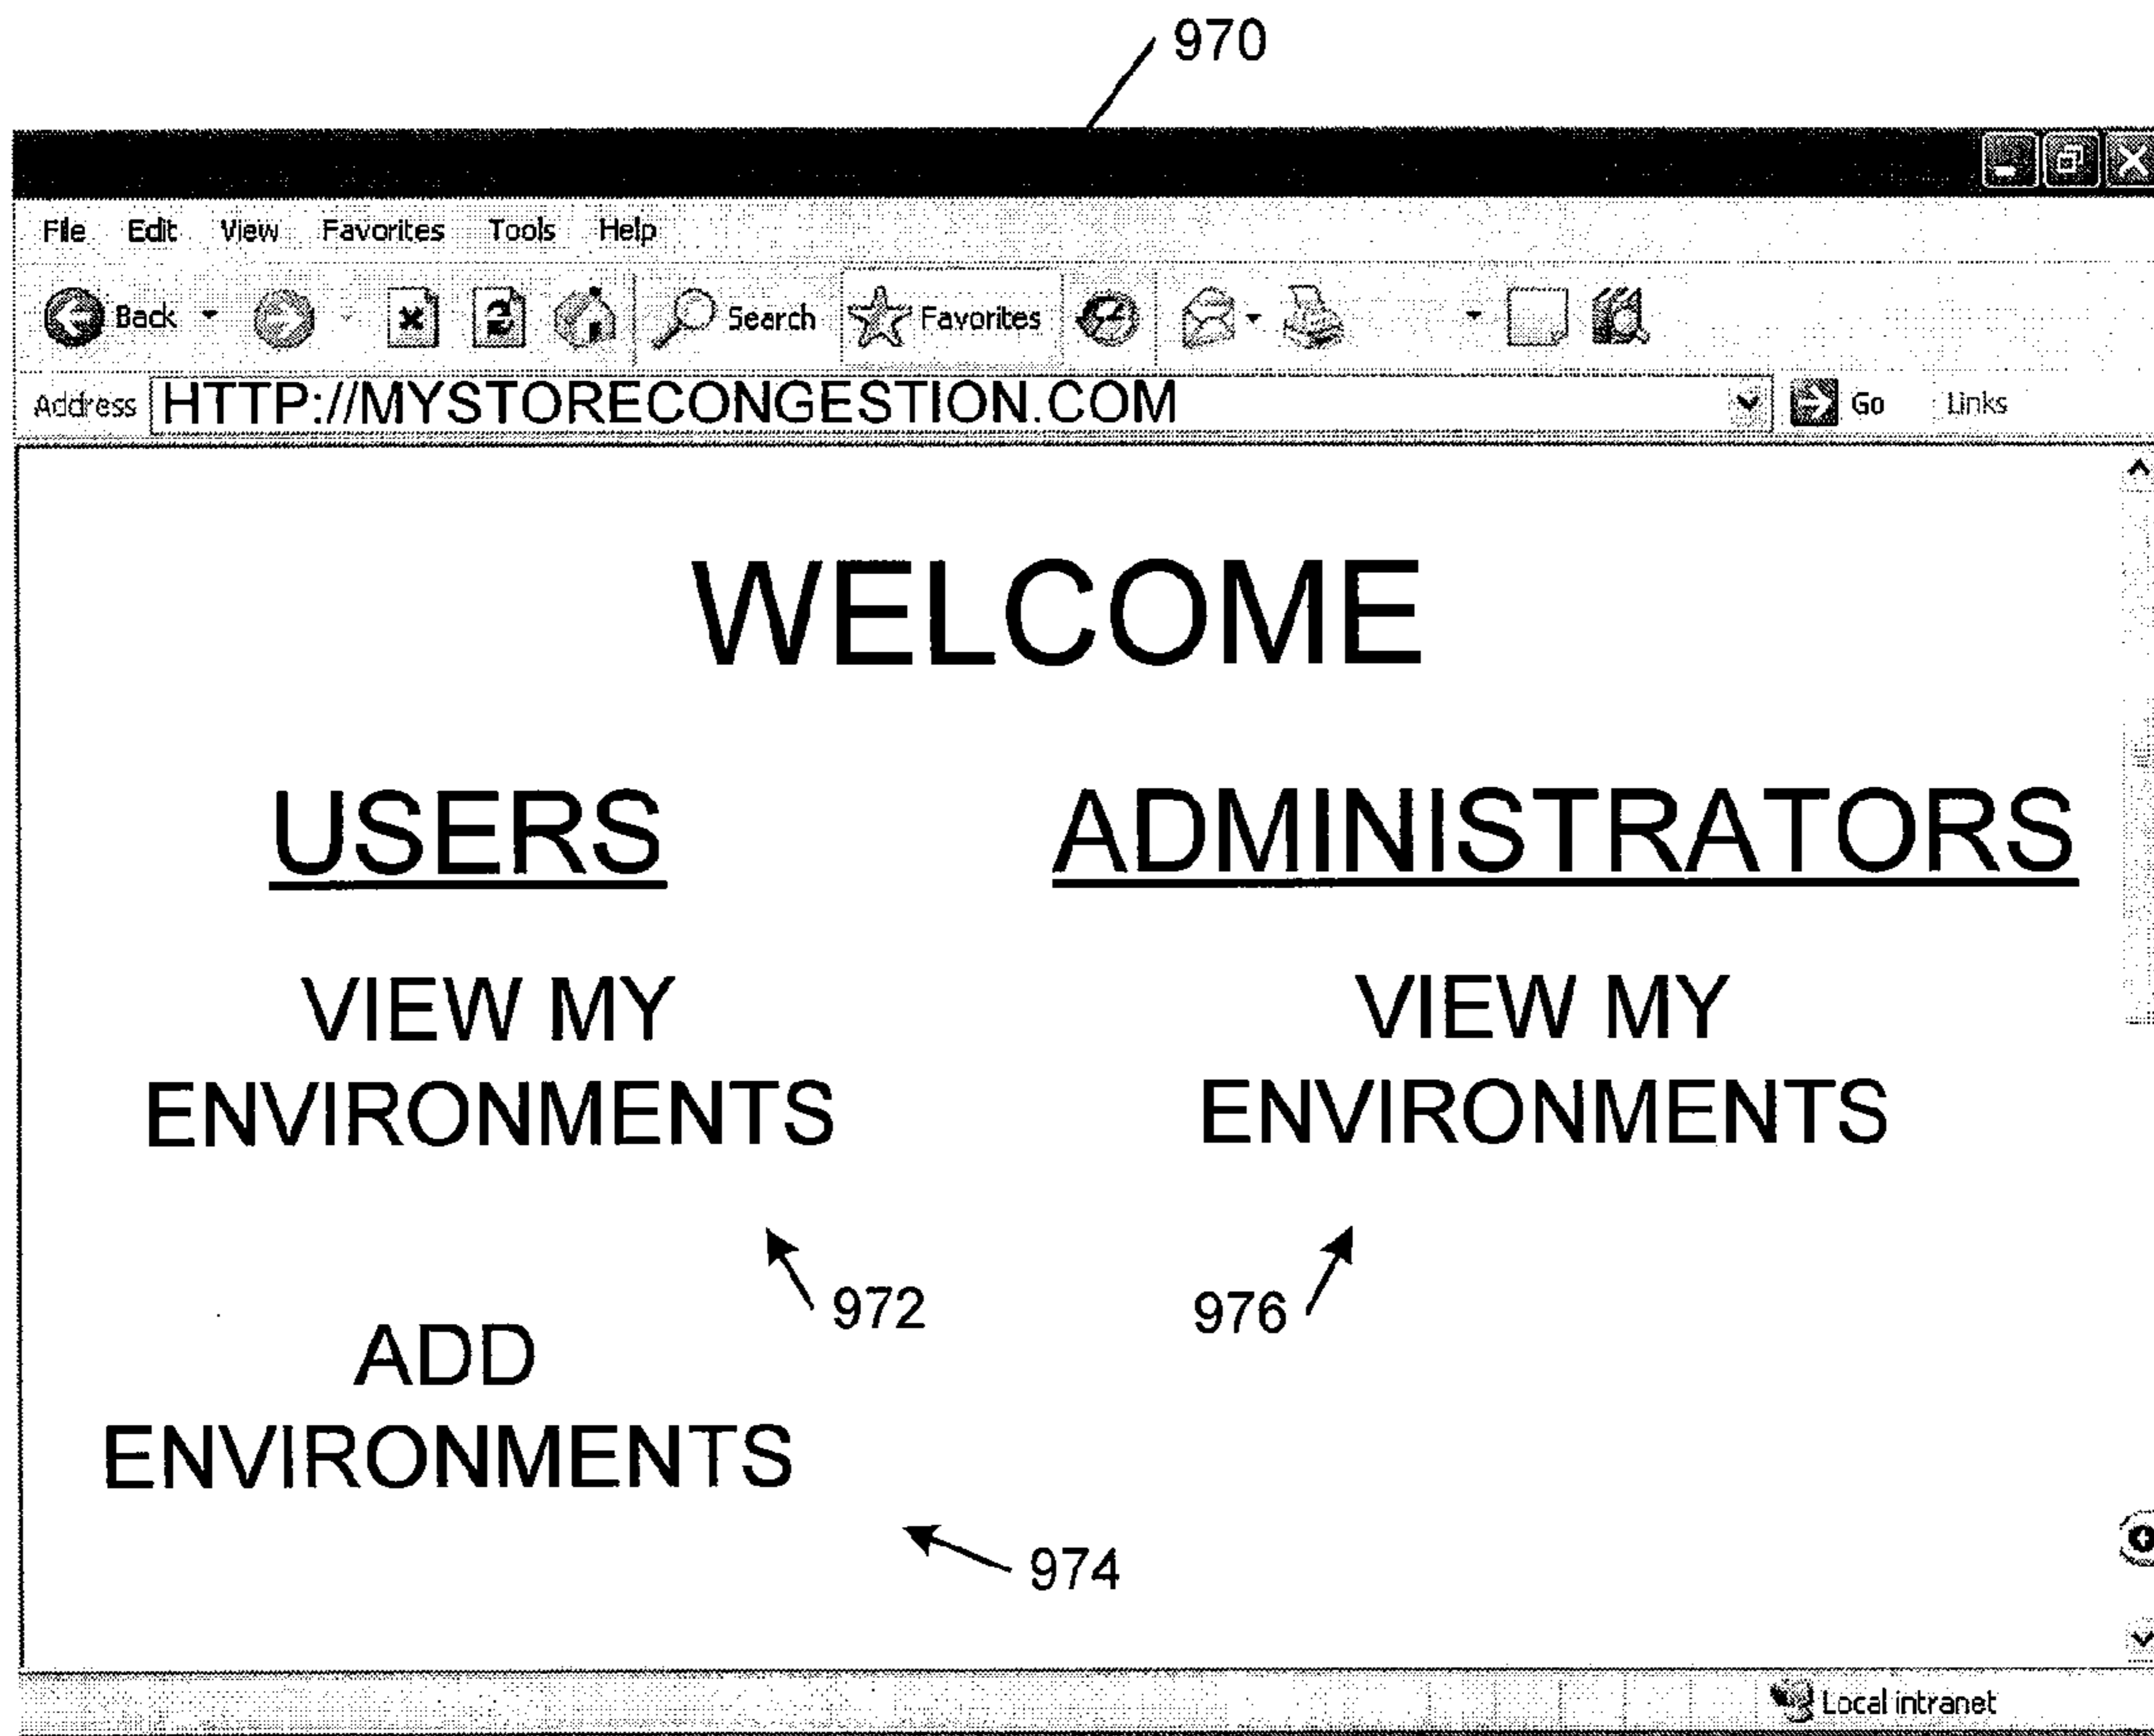 970
File Edit View Favorites Tools Help
Back Search Favorites
Address HTTP://MYSTORECONGESTION.COM Go Links
WELCOME
USERS ADMINISTRATORS
VIEW MY VIEW MY
ENVIRONMENTS ENVIRONMENTS
972 976
ADD
ENVIRONMENTS
974
Local intranet